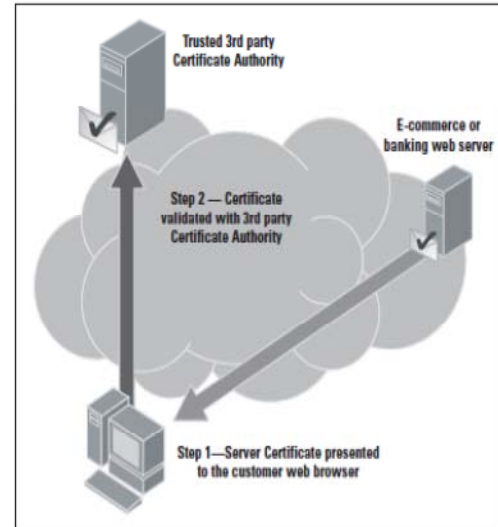 Trusted 3rd party
Certificate Authority
E-commerce or
banking web server
Step 2 — Certificate
validated with 3rd party
Certificate Authority
Step 1—Server Certificate presented
to the customer web browser